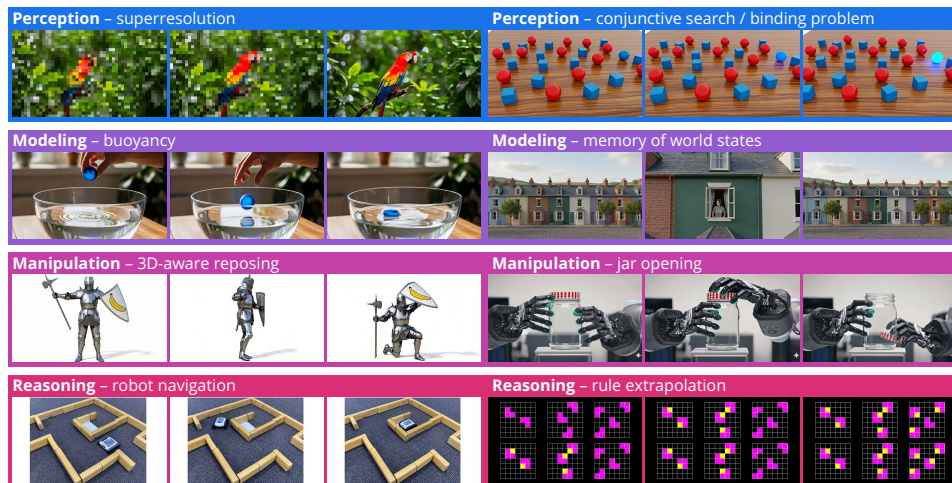 Perception – superresolution
Perception – conjunctive search / binding problem
Modeling – buoyancy
Modeling – memory of world states
Manipulation – 3D-aware reposing
Manipulation – jar opening
Reasoning – robot navigation
Reasoning – rule extrapolation